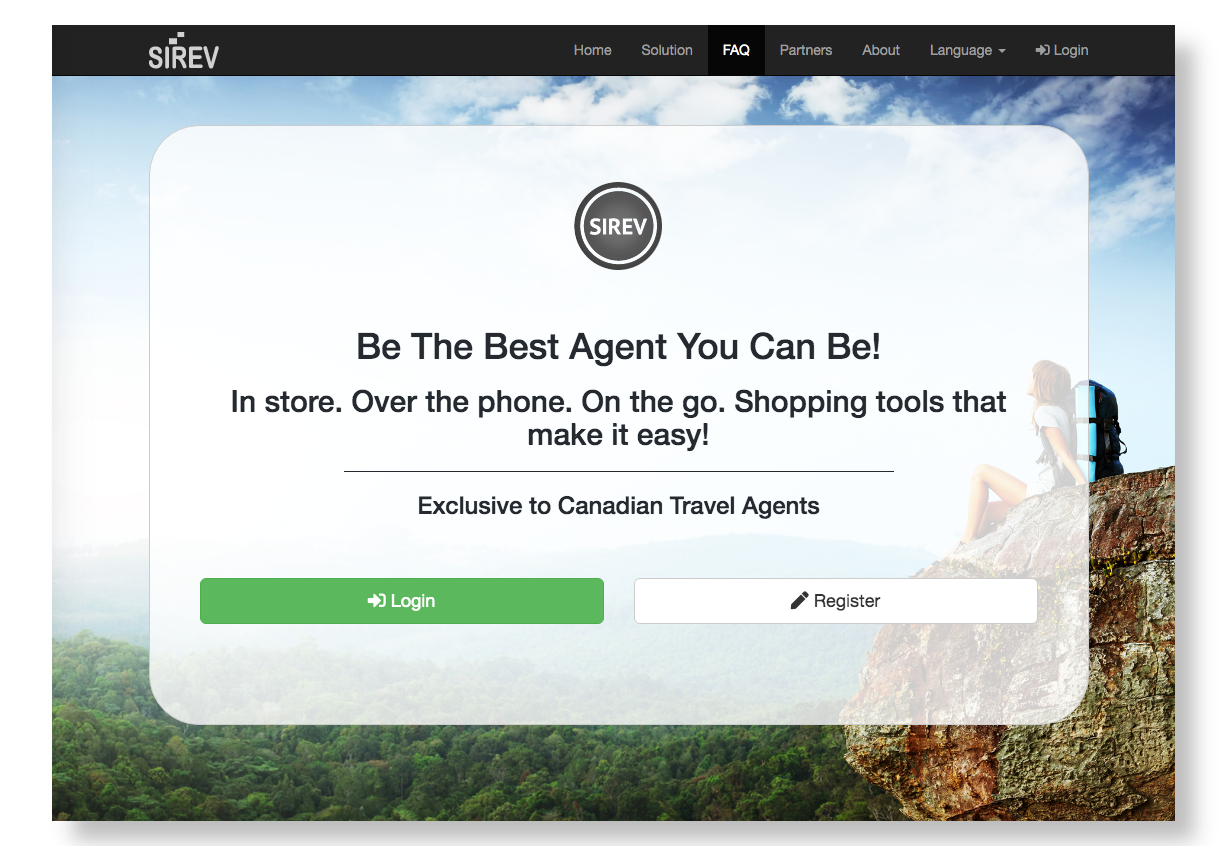 SIREV
Home Solution FAQ Partners About Language Login
SIREV
Be The Best Agent You Can Be!
In store. Over the phone. On the go. Shopping tools that
make it easy!
Exclusive to Canadian Travel Agents
Login Register